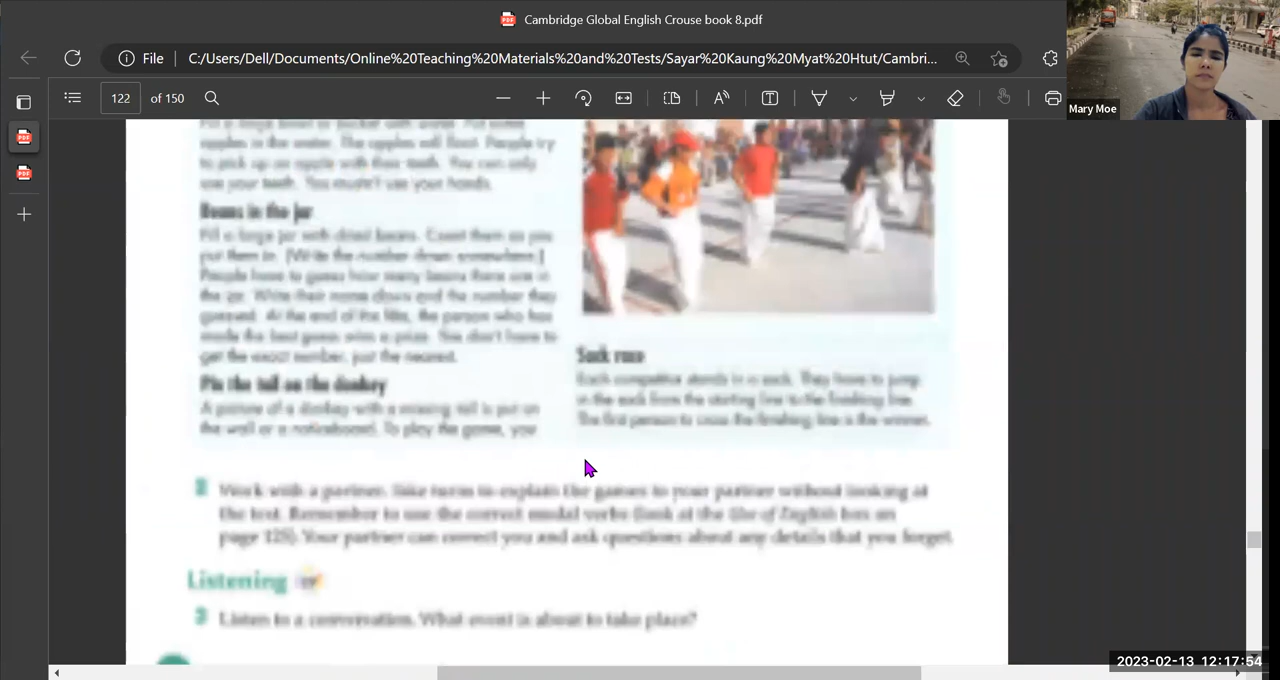 Cambridge Global English Crouse book 8.pdf
File
C:/Users/Dell/Documents/Online%20Teaching%20Materials%20and%20Tests/Sayar%20Kaung%20Myat%20Htut/Cambri...
122 of 150
Mary Moe
apples in the water. The apples will float. People try
to pick up an apple with their teeth. You can only
use your teeth. You mustn't use your hands.
Beans in the jar
Fill a large jar with dried beans. Count them as you
put them in. (Write the number down somewhere.)
People have to guess how many beans there are in
the jar. Write their name down and the number they
guessed. At the end of the fête, the person who has
made the best guess wins a prize. You don't have to
get the exact number, just the nearest.
Pin the tail on the donkey
A picture of a donkey with a missing tail is put on
the wall or a noticeboard. To play the game, you
Sack race
Each competitor stands in a sack. They have to jump
in the sack from the starting line to the finishing line.
The first person to cross the finishing line is the winner.
2 Work with a partner. Take turns to explain the games to your partner without looking at
the text. Remember to use the correct modal verbs (look at the Use of English box on
page 125). Your partner can correct you and ask questions about any details that you forget.
Listening
3 Listen to a conversation. What event is about to take place?
2023-02-13 12:17:54